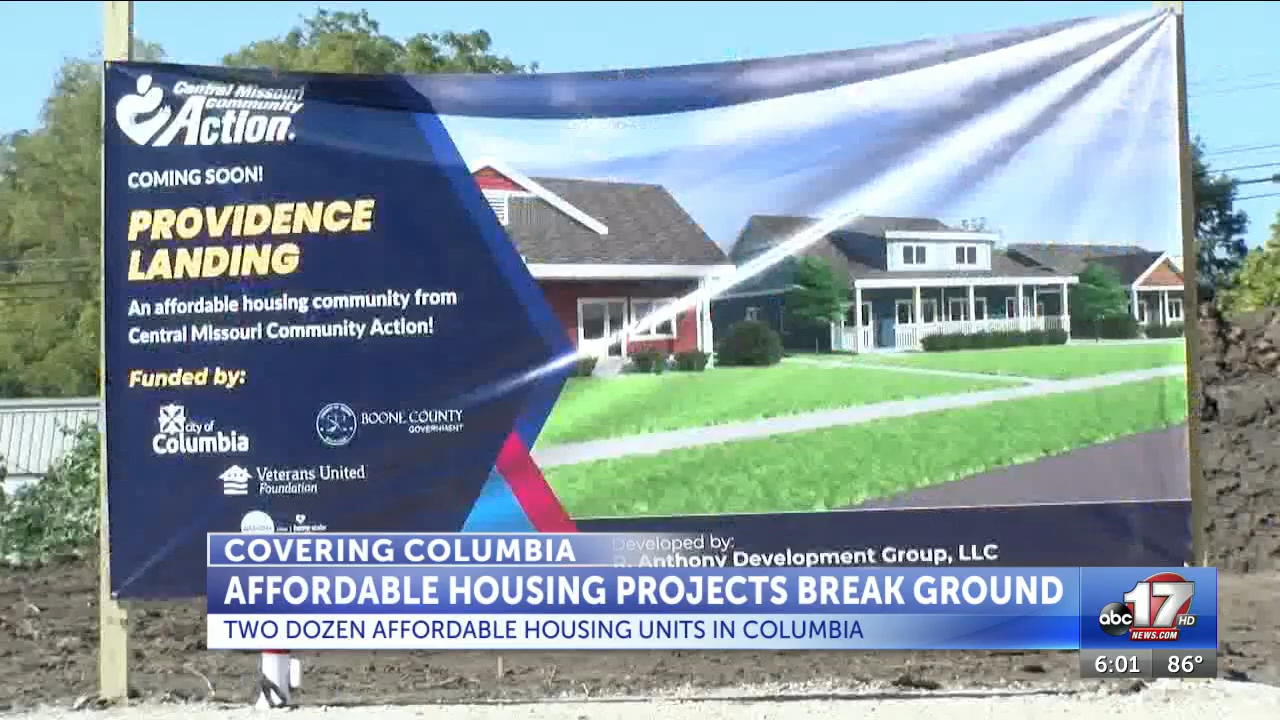 Central Missouri
Community
Action.
COMING SOON!
PROVIDENCE
LANDING
An affordable housing community from
Central Missouri Community Action!
Funded by:
City of
Columbia
BOONE COUNTY
GOVERNMENT
Veterans United
Foundation
Developed by:
R. Anthony Development Group, LLC
COVERING COLUMBIA
AFFORDABLE HOUSING PROJECTS BREAK GROUND
TWO DOZEN AFFORDABLE HOUSING UNITS IN COLUMBIA
abc 17 HD
NEWS.COM
6:01 86°